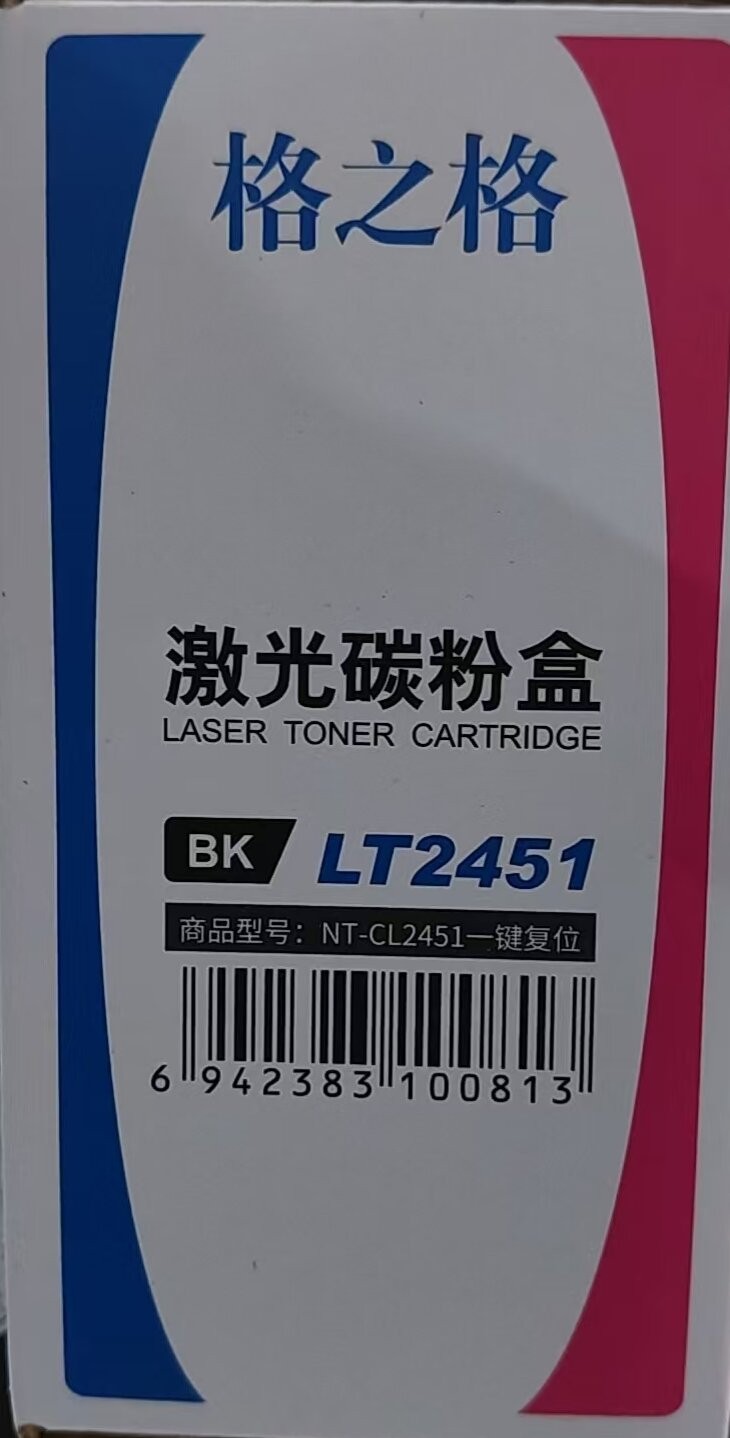 格之格
激光碳粉盒
LASER TONER CARTRIDGE
BK LT2451
商品型号：NT-CL2451一键复位
6 942383 100813